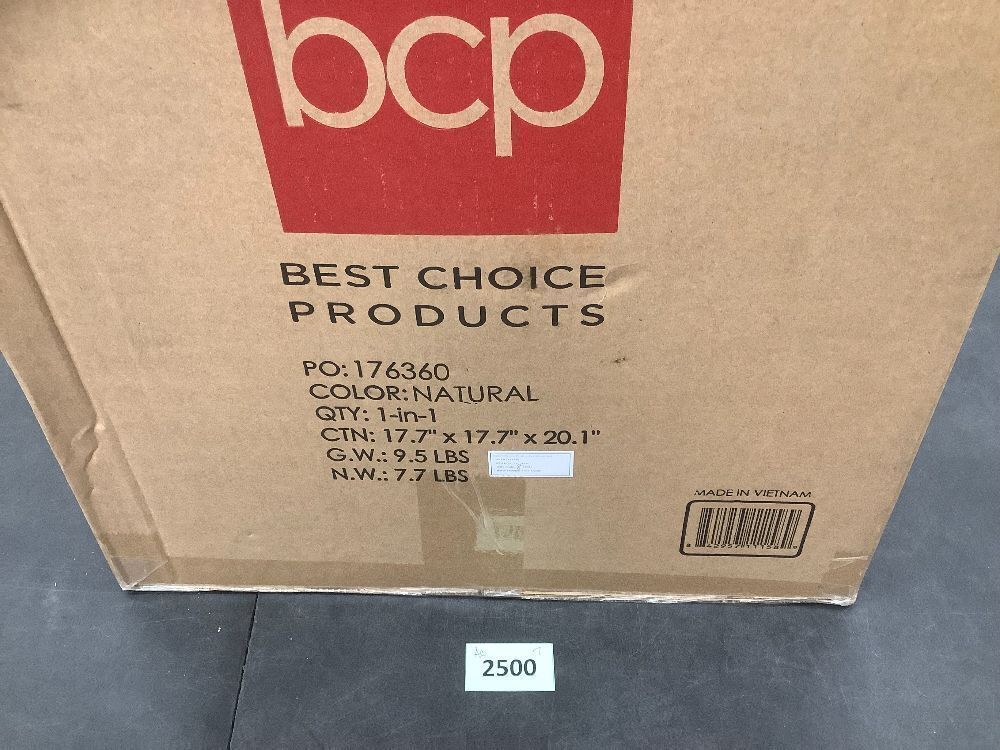 bcp
BEST CHOICE
PRODUCTS
PO: 176360
COLOR: NATURAL
QTY: 1-in-1
CTN: 17.7" x 17.7" x 20.1"
G.W.: 9.5 LBS
N.W.: 7.7 LBS
MADE IN VIETNAM
2500